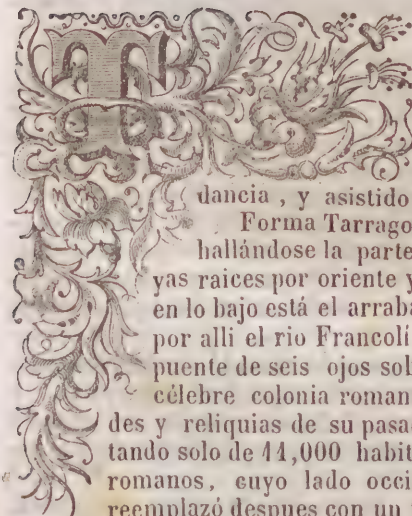 T
dancia , y asistido
Forma Tarrago
hallándose la parte
yas raices por oriente y
en lo bajo está el arraba
por alli el rio Francolí
puente de seis ojos sol
célebre colonia roman
des y reliquias de su pasa
tando solo de 11,000 habit
romanos, cuyo lado occi
reemplazó despues con un